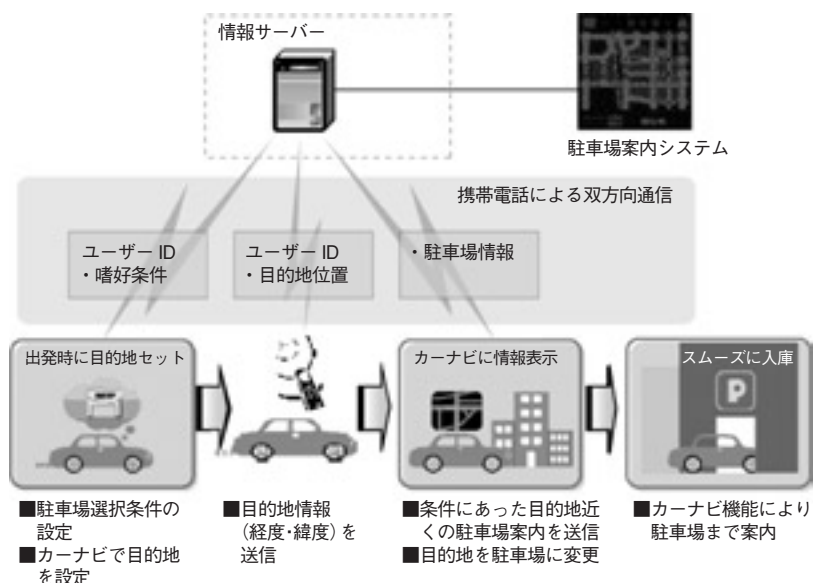 情報サーバー
駐車場案内システム
携帯電話による双方向通信
ユーザー ID
・嗜好条件
ユーザー ID
・目的地位置
・駐車場情報
出発時に目的地セット
カーナビに情報表示
スムーズに入庫
P
■駐車場選択条件の
設定
■カーナビで目的地
を設定
■目的地情報
（経度・緯度）を
送信
■条件にあった目的地近
くの駐車場案内を送信
■目的地を駐車場に変更
■カーナビ機能により
駐車場まで案内